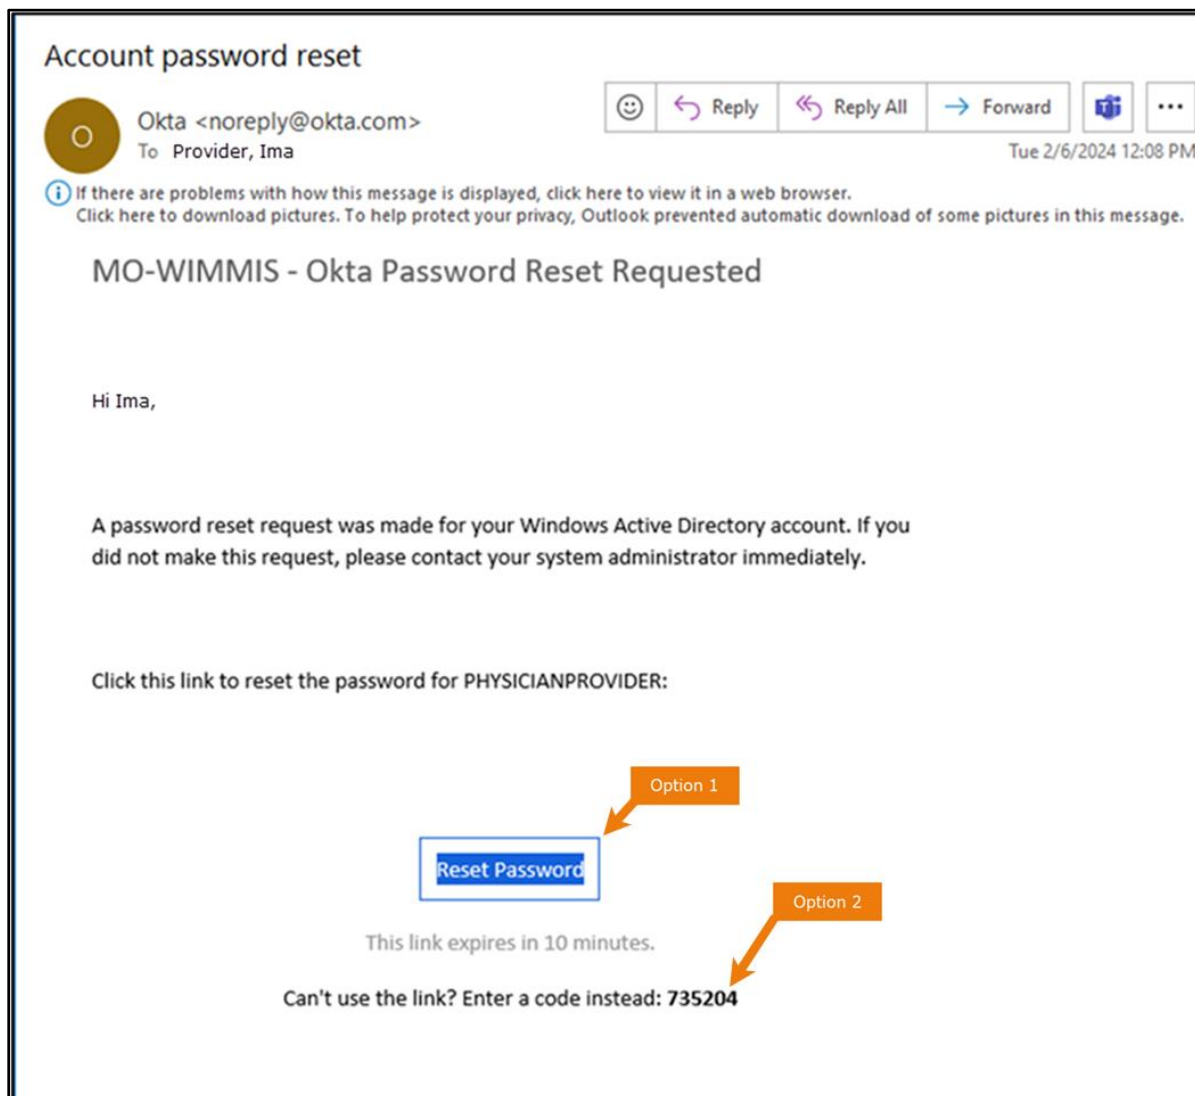 Account password reset
O
Okta <noreply@okta.com>
To Provider, Ima
Reply
Reply All
Forward
Tue 2/6/2024 12:08 PM
If there are problems with how this message is displayed, click here to view it in a web browser.
Click here to download pictures. To help protect your privacy, Outlook prevented automatic download of some pictures in this message.
MO-WIMMIS - Okta Password Reset Requested
Hi Ima,
A password reset request was made for your Windows Active Directory account. If you
did not make this request, please contact your system administrator immediately.
Click this link to reset the password for PHYSICIANPROVIDER:
Option 1
Reset Password
Option 2
This link expires in 10 minutes.
Can't use the link? Enter a code instead: 735204